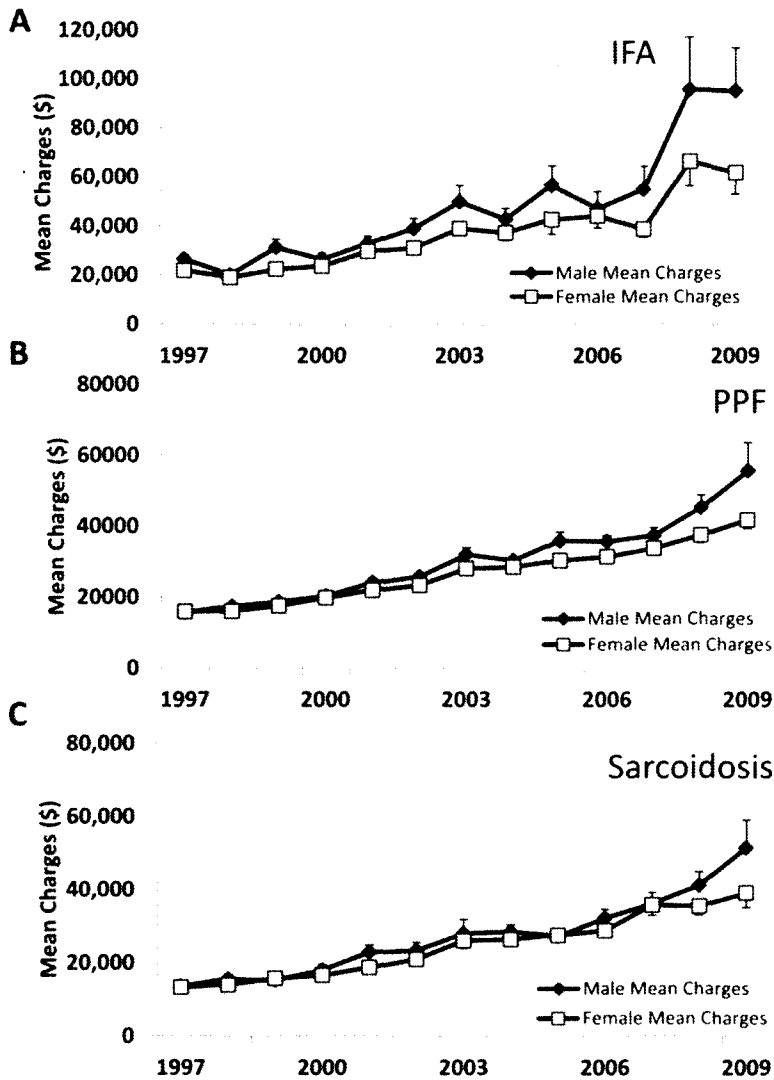 A
IFA
Mean Charges ($)
120,000
100,000
80,000
60,000
40,000
20,000
0
Male Mean Charges
Female Mean Charges
1997 2000 2003 2006 2009
B
PPF
Mean Charges ($)
80000
60000
40000
20000
0
Male Mean Charges
Female Mean Charges
1997 2000 2003 2006 2009
C
Sarcoidosis
Mean Charges ($)
80,000
60,000
40,000
20,000
0
Male Mean Charges
Female Mean Charges
1997 2000 2003 2006 2009